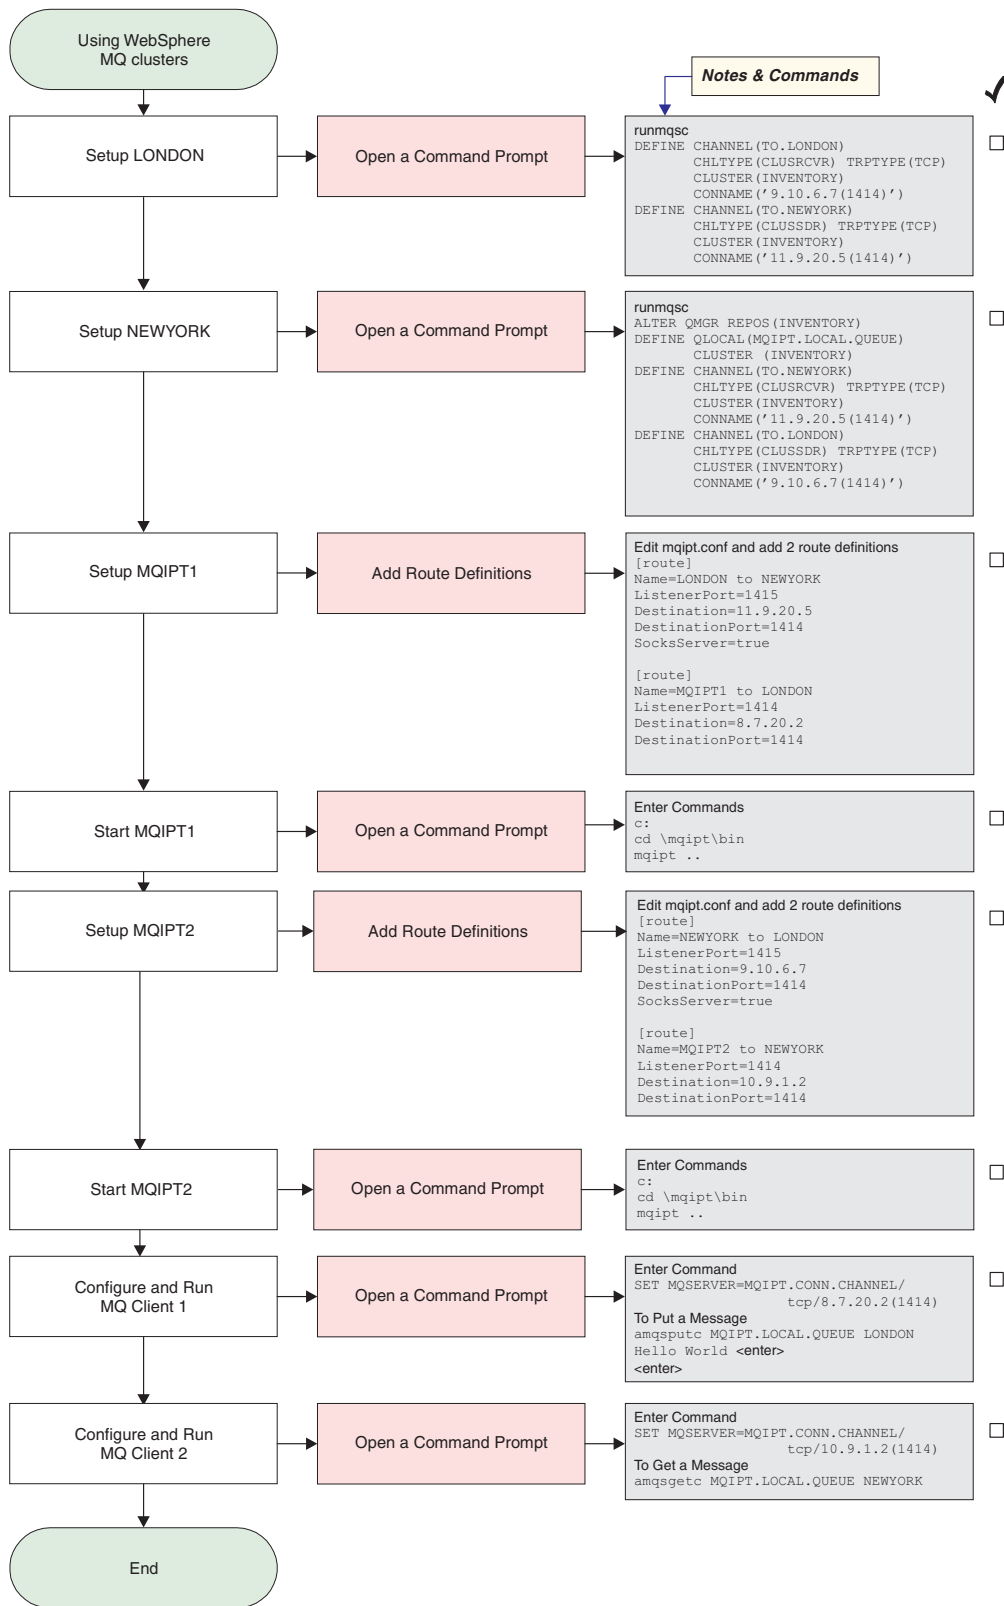 Using WebSphere
MQ clusters
Notes & Commands
Setup LONDON
Open a Command Prompt
runmqsc
DEFINE CHANNEL(TO.LONDON)
CHLTYPE(CLUSRCVR) TRPTYPE(TCP)
CLUSTER(INVENTORY)
CONNAME('9.10.6.7(1414)')
DEFINE CHANNEL(TO.NEWYORK)
CHLTYPE(CLUSSDR) TRPTYPE(TCP)
CLUSTER(INVENTORY)
CONNAME('11.9.20.5(1414)')
Setup NEWYORK
Open a Command Prompt
runmqsc
ALTER QMGR REPOS(INVENTORY)
DEFINE QLOCAL(MQIPT.LOCAL.QUEUE)
CLUSTER (INVENTORY)
DEFINE CHANNEL(TO.NEWYORK)
CHLTYPE(CLUSRCVR) TRPTYPE(TCP)
CLUSTER(INVENTORY)
CONNAME('11.9.20.5(1414)')
DEFINE CHANNEL(TO.LONDON)
CHLTYPE(CLUSSDR) TRPTYPE(TCP)
CLUSTER(INVENTORY)
CONNAME('9.10.6.7(1414)')
Setup MQIPT1
Add Route Definitions
Edit mqipt.conf and add 2 route definitions
[route]
Name=LONDON to NEWYORK
ListenerPort=1415
Destination=11.9.20.5
DestinationPort=1414
SocksServer=true
[route]
Name=MQIPT1 to LONDON
ListenerPort=1414
Destination=8.7.20.2
DestinationPort=1414
Start MQIPT1
Open a Command Prompt
Enter Commands
c:
cd \mqipt\bin
mqipt ..
Setup MQIPT2
Add Route Definitions
Edit mqipt.conf and add 2 route definitions
[route]
Name=NEWYORK to LONDON
ListenerPort=1415
Destination=9.10.6.7
DestinationPort=1414
SocksServer=true
[route]
Name=MQIPT2 to NEWYORK
ListenerPort=1414
Destination=10.9.1.2
DestinationPort=1414
Start MQIPT2
Open a Command Prompt
Enter Commands
c:
cd \mqipt\bin
mqipt ..
Configure and Run
MQ Client 1
Open a Command Prompt
Enter Command
SET MQSERVER=MQIPT.CONN.CHANNEL/
tcp/8.7.20.2(1414)
To Put a Message
amqsputc MQIPT.LOCAL.QUEUE LONDON
Hello World <enter>
<enter>
Configure and Run
MQ Client 2
Open a Command Prompt
Enter Command
SET MQSERVER=MQIPT.CONN.CHANNEL/
tcp/10.9.1.2(1414)
To Get a Message
amqsgetc MQIPT.LOCAL.QUEUE NEWYORK
End